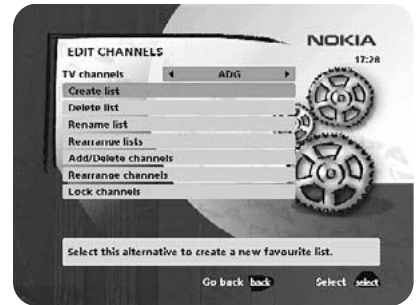 NOKIA
EDIT CHANNELS
17:28
TV channels ADG
Create list
Delete list
Rename list
Rearrange lists
Add/Delete channels
Rearrange channels
Lock channels
Select this alternative to create a new favourite list.
Go back back Select select